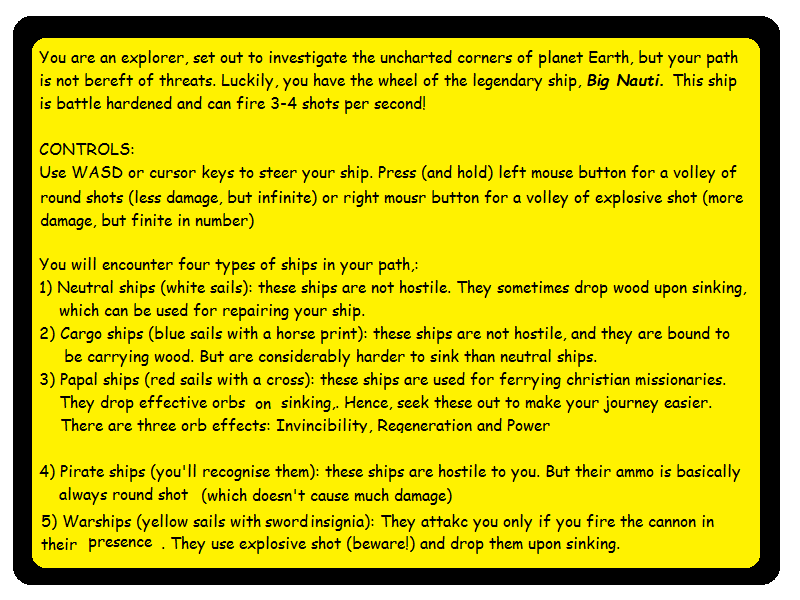 You are an explorer, set out to investigate the uncharted corners of planet Earth, but your path
is not bereft of threats. Luckily, you have the wheel of the legendary ship, Big Nauti. This ship
is battle hardened and can fire 3-4 shots per second!
CONTROLS:
Use WASD or cursor keys to steer your ship. Press (and hold) left mouse button for a volley of
round shots (less damage, but infinite) or right mousr button for a volley of explosive shot (more
damage, but finite in number)
You will encounter four types of ships in your path,:
1) Neutral ships (white sails): these ships are not hostile. They sometimes drop wood upon sinking,
which can be used for repairing your ship.
2) Cargo ships (blue sails with a horse print): these ships are not hostile, and they are bound to
be carrying wood. But are considerably harder to sink than neutral ships.
3) Papal ships (red sails with a cross): these ships are used for ferrying christian missionaries.
They drop effective orbs on sinking,. Hence, seek these out to make your journey easier.
There are three orb effects: Invincibility, Regeneration and Power
4) Pirate ships (you'll recognise them): these ships are hostile to you. But their ammo is basically
always round shot (which doesn't cause much damage)
5) Warships (yellow sails with sword insignia): They attakc you only if you fire the cannon in
their presence . They use explosive shot (beware!) and drop them upon sinking.